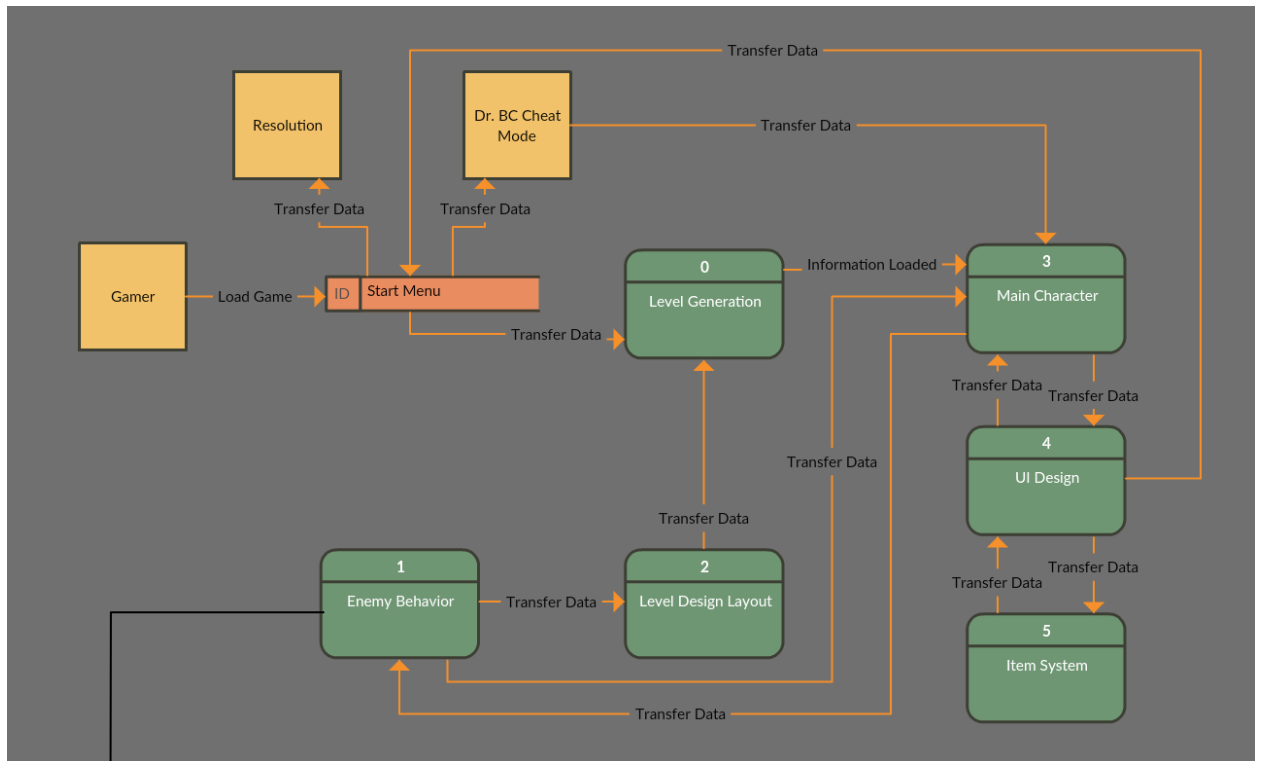 Transfer Data
Resolution
Dr. BC Cheat
Mode
Transfer Data
Transfer Data
Transfer Data
Gamer
Load Game
ID
Start Menu
Transfer Data
0
Level Generation
Information Loaded
3
Main Character
Transfer Data
Transfer Data
4
UI Design
Transfer Data
Transfer Data
1
Enemy Behavior
Transfer Data
2
Level Design Layout
Transfer Data
Transfer Data
5
Item System
Transfer Data